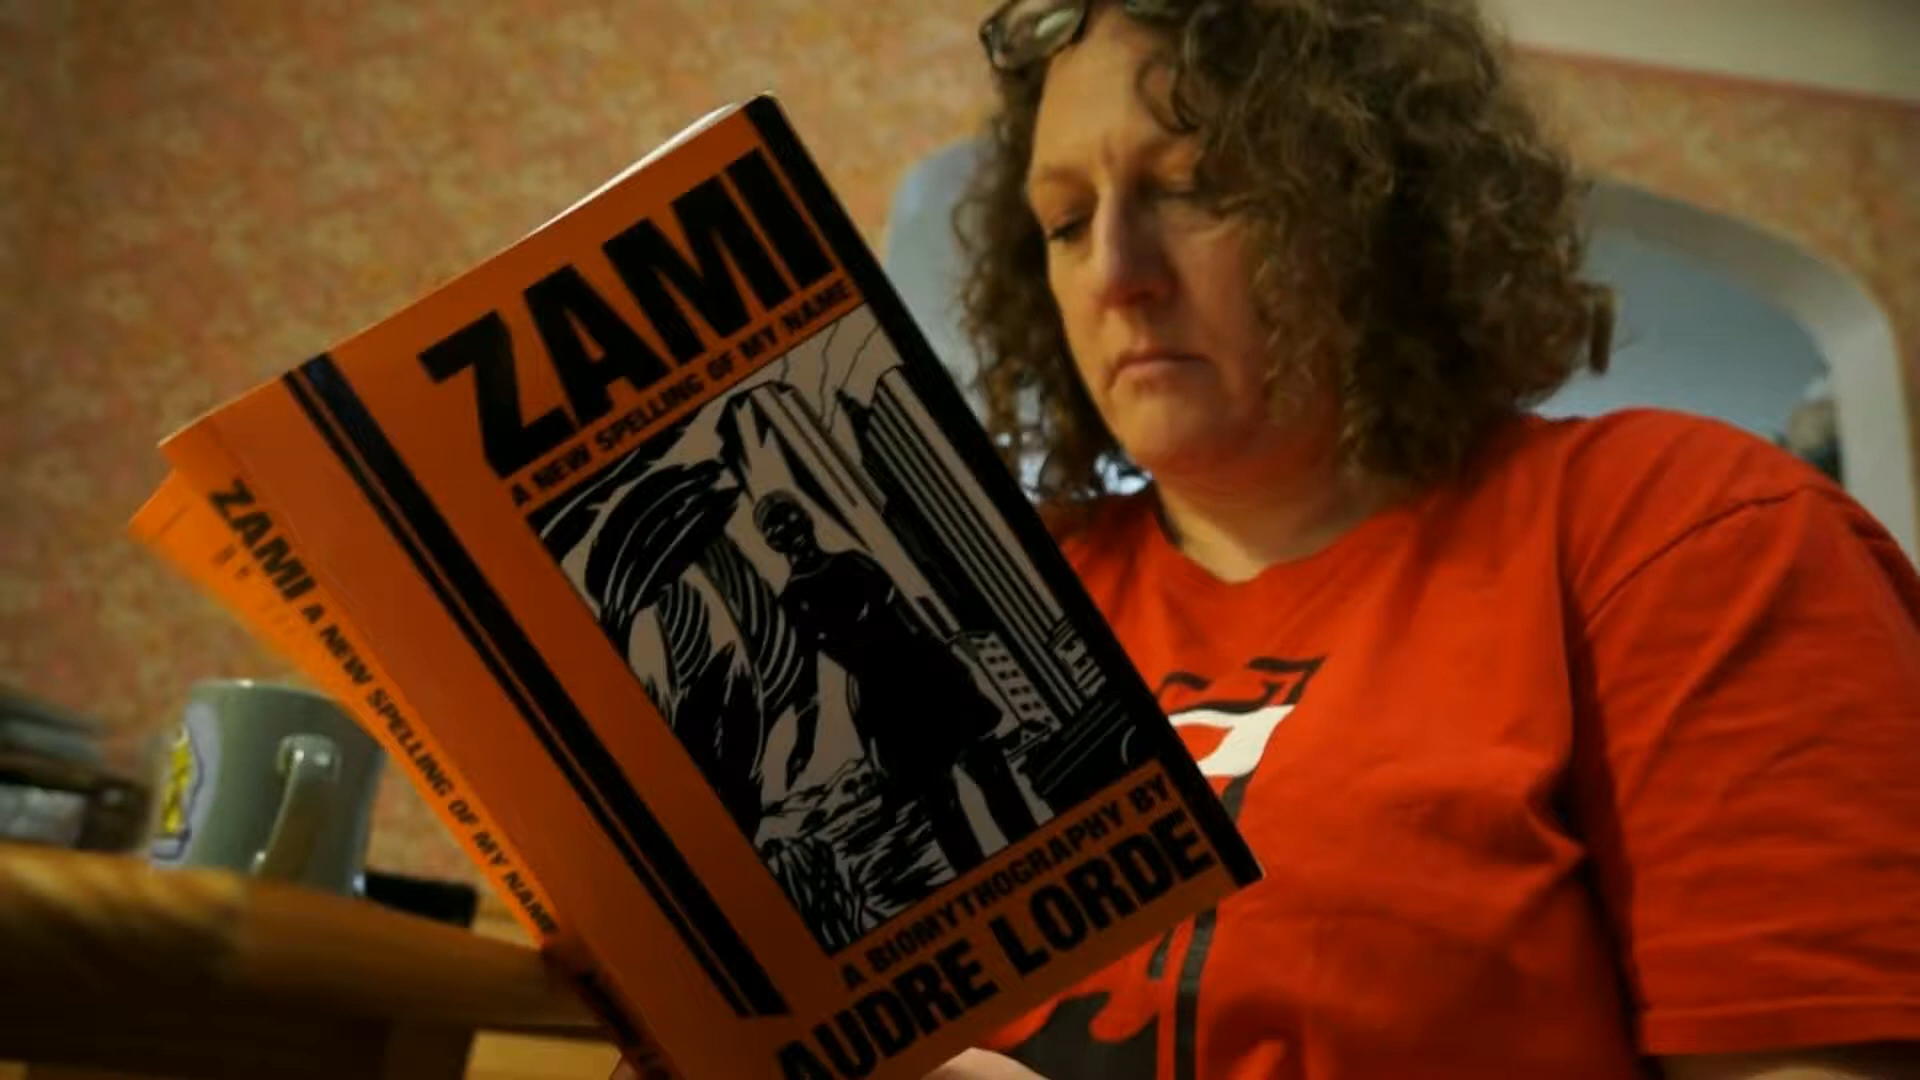 ZAMI
A NEW SPELLING OF MY NAME
A BIOMYTHOGRAPHY BY
AUDRE LORDE
ZAMI A NEW SPELLING OF MY NAME